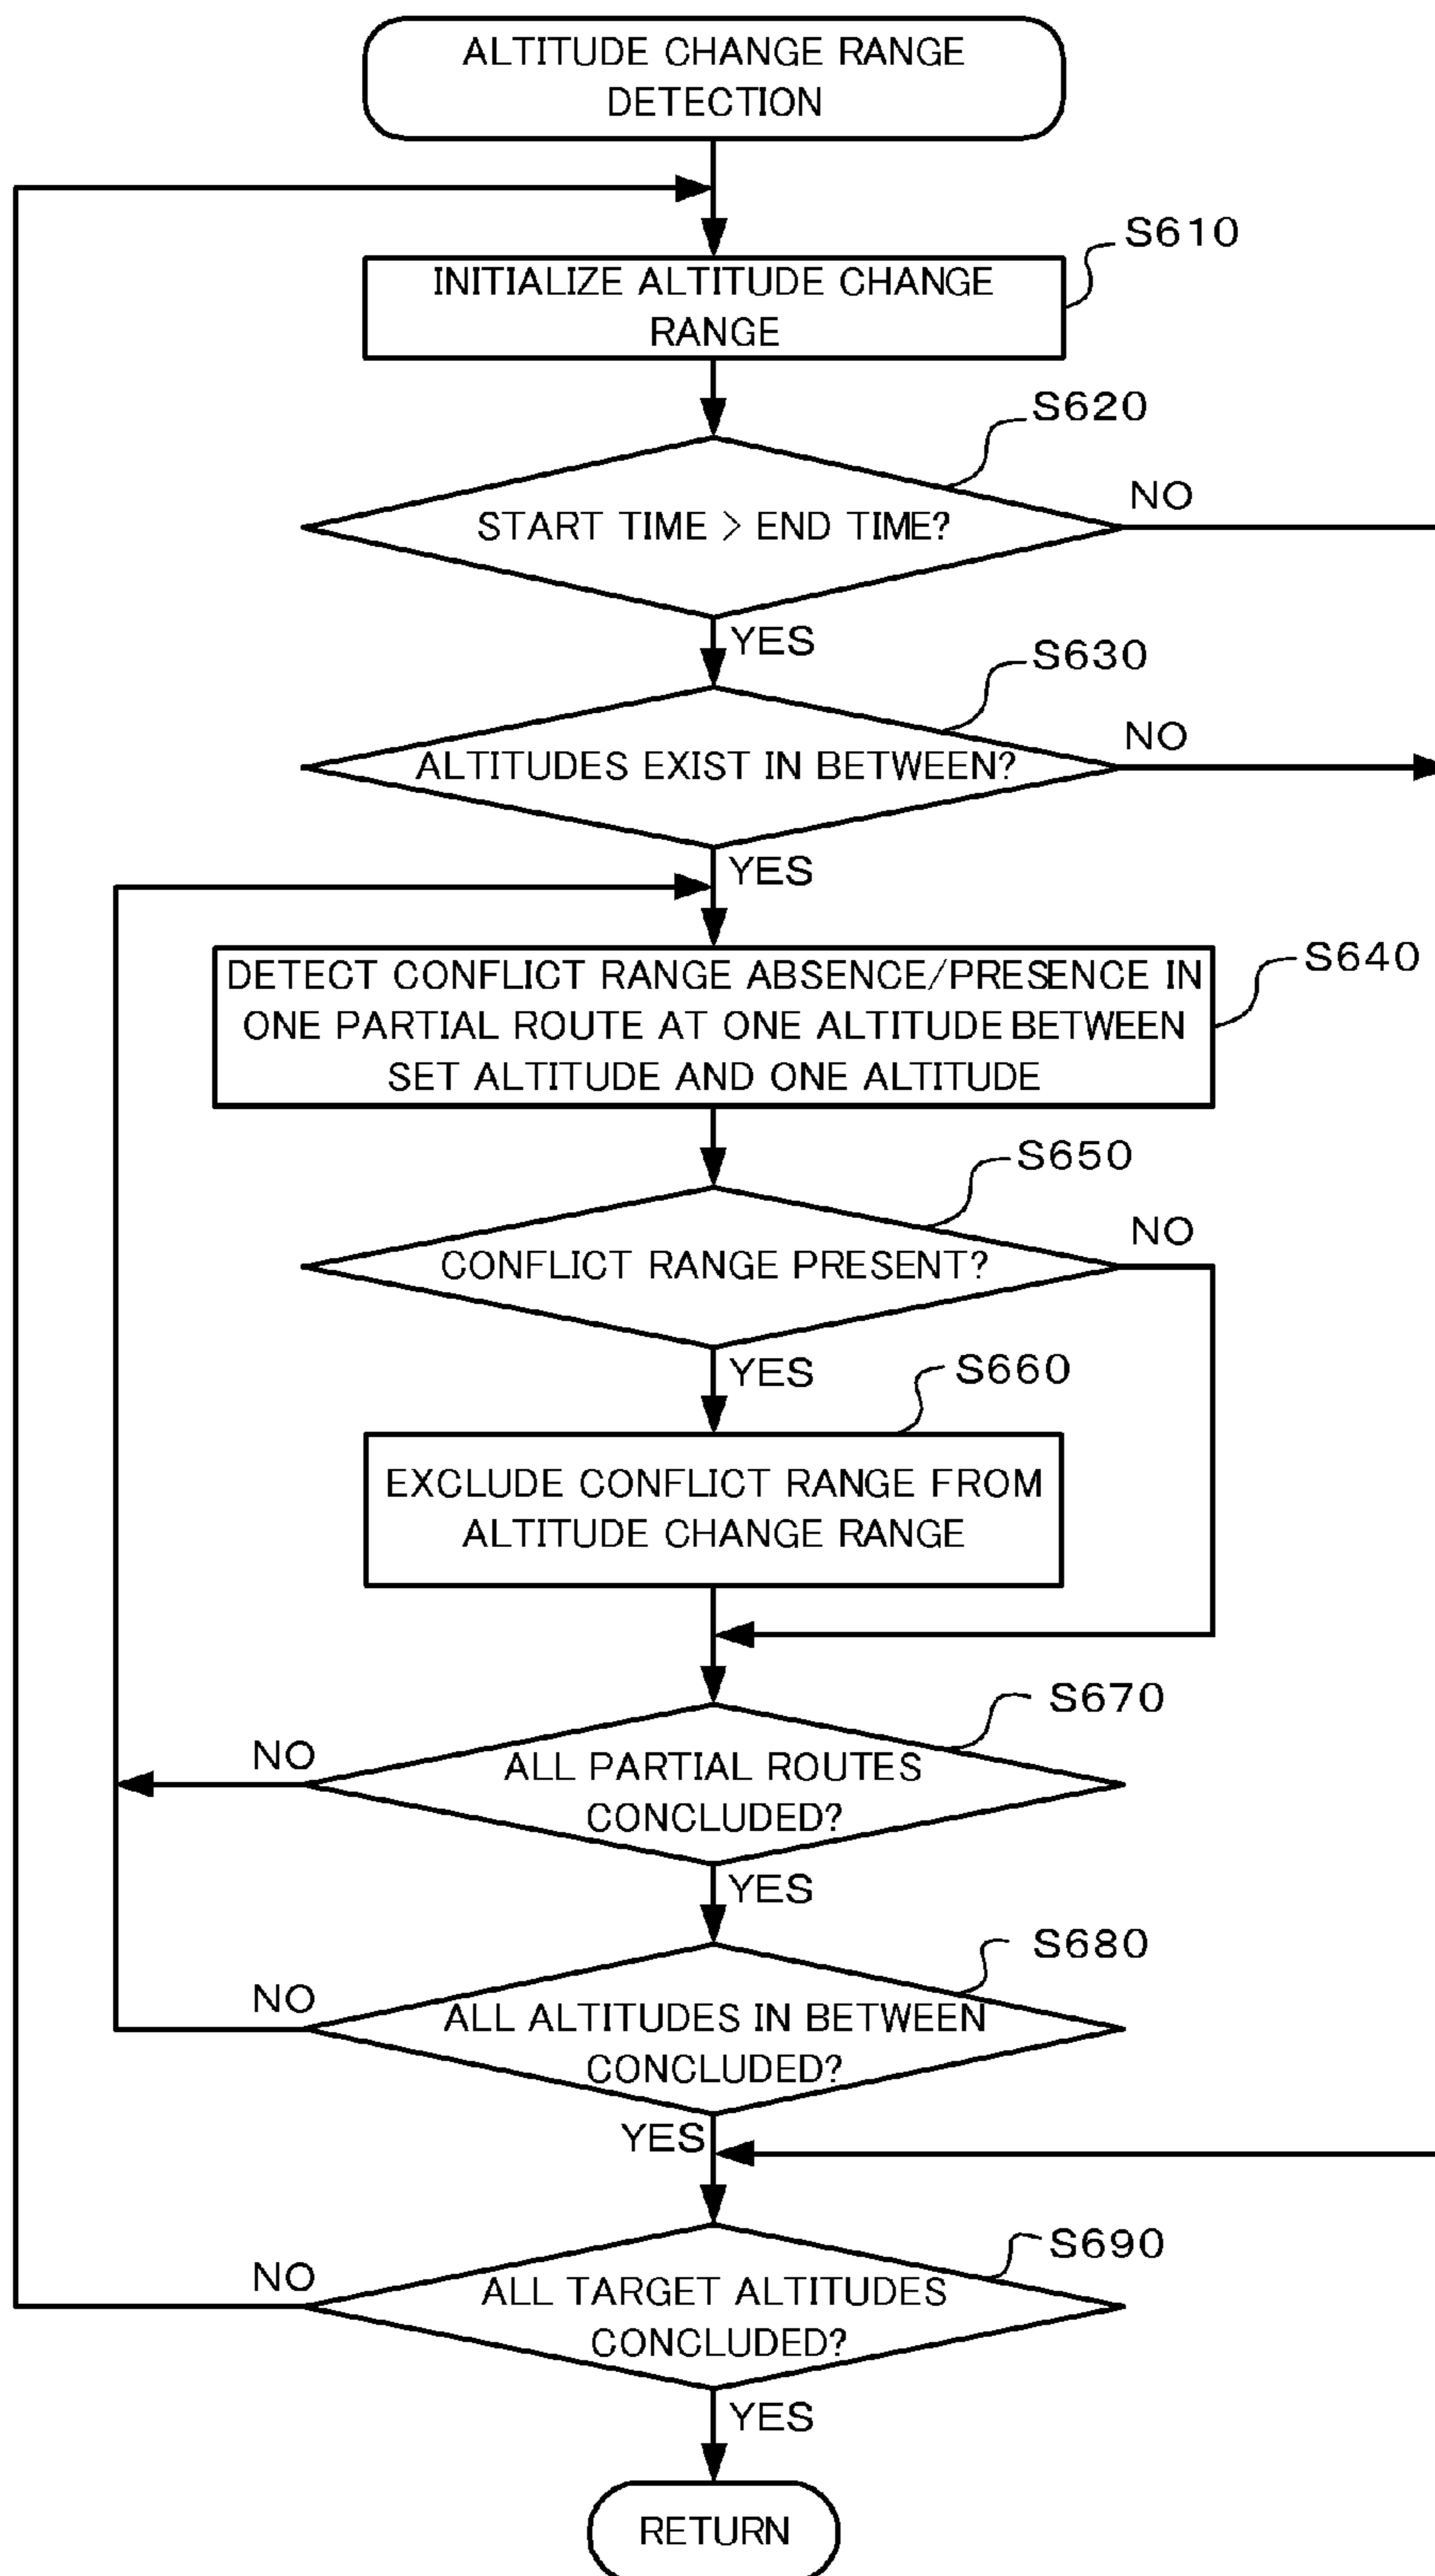 ALTITUDE CHANGE RANGE
DETECTION
S610
INITIALIZE ALTITUDE CHANGE
RANGE
S620
NO
START TIME > END TIME?
YES
S630
NO
ALTITUDES EXIST IN BETWEEN?
YES
S640
DETECT CONFLICT RANGE ABSENCE/PRESENCE IN
ONE PARTIAL ROUTE AT ONE ALTITUDE BETWEEN
SET ALTITUDE AND ONE ALTITUDE
S650
NO
CONFLICT RANGE PRESENT?
YES
S660
EXCLUDE CONFLICT RANGE FROM
ALTITUDE CHANGE RANGE
S670
NO
ALL PARTIAL ROUTES
CONCLUDED?
YES
S680
NO
ALL ALTITUDES IN BETWEEN
CONCLUDED?
YES
S690
NO
ALL TARGET ALTITUDES
CONCLUDED?
YES
RETURN